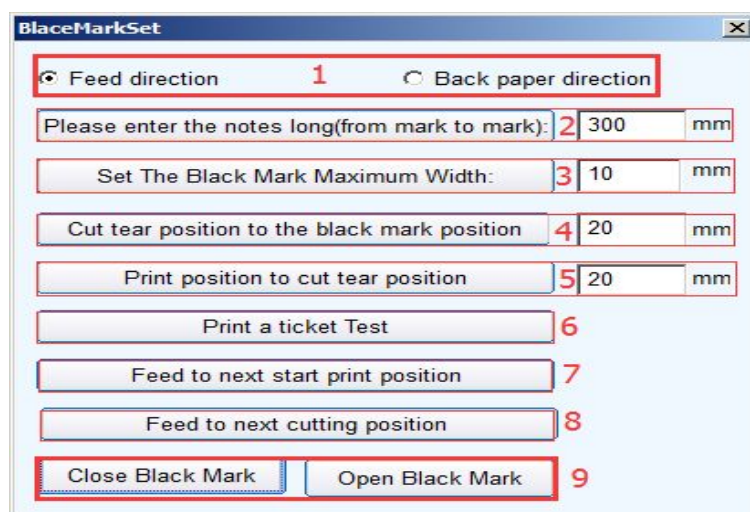 BlaceMarkSet
Feed direction 1 Back paper direction
Please enter the notes long(from mark to mark): 2 300 mm
Set The Black Mark Maximum Width: 3 10 mm
Cut tear position to the black mark position 4 20 mm
Print position to cut tear position 5 20 mm
Print a ticket Test 6
Feed to next start print position 7
Feed to next cutting position 8
Close Black Mark Open Black Mark 9